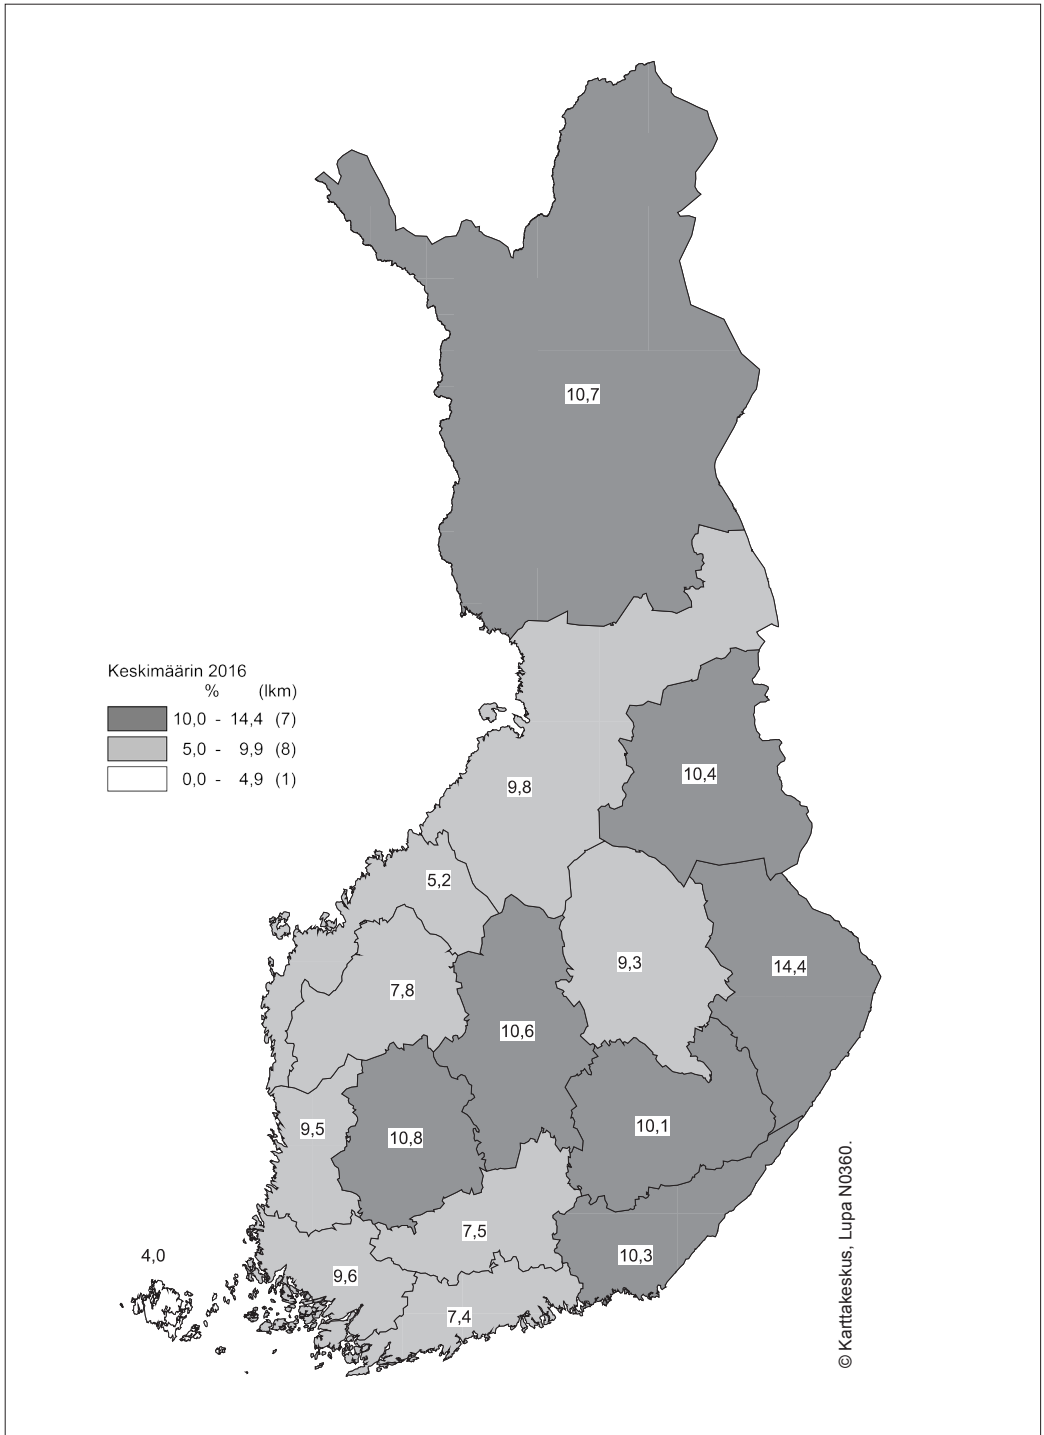 10,7
Keskimäärin 2016
% (lkm)
10,0 - 14,4 (7)
5,0 - 9,9 (8)
0,0 - 4,9 (1)
10,4
9,8
5,2
9,3
14,4
7,8
10,6
9,5
10,8
10,1
7,5
10,3
4,0
9,6
7,4
© Karttakeskus, Lupa N0360.